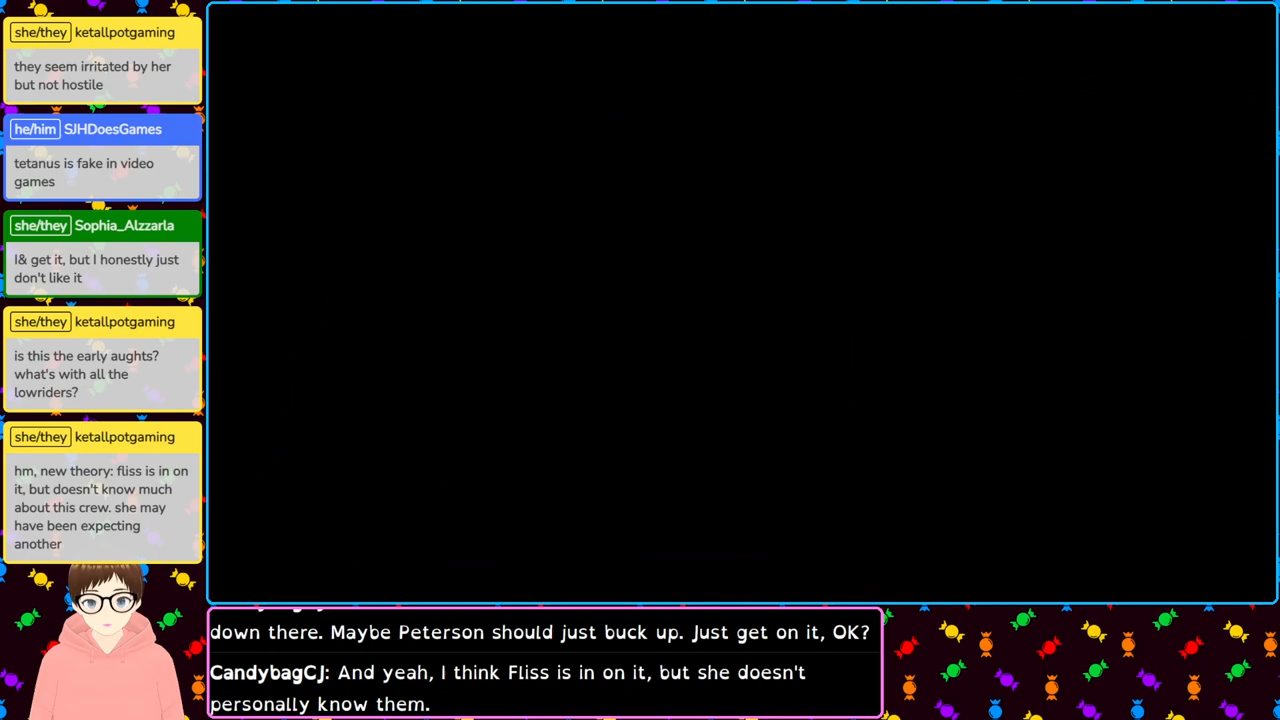 she/they ketallpotgaming
they seem irritated by her
but not hostile
he/him SJHDoesGames
tetanus is fake in video
games
she/they Sophia_Alzzarla
I& get it, but I honestly just
don't like it
she/they ketallpotgaming
is this the early aughts?
what's with all the
lowriders?
she/they ketallpotgaming
hm, new theory: fliss is in on
it, but doesn't know much
about this crew. she may
have been expecting
another
down there. Maybe Peterson should just buck up. Just get on it, OK?
CandybagCJ: And yeah, I think Fliss is in on it, but she doesn't
personally know them.